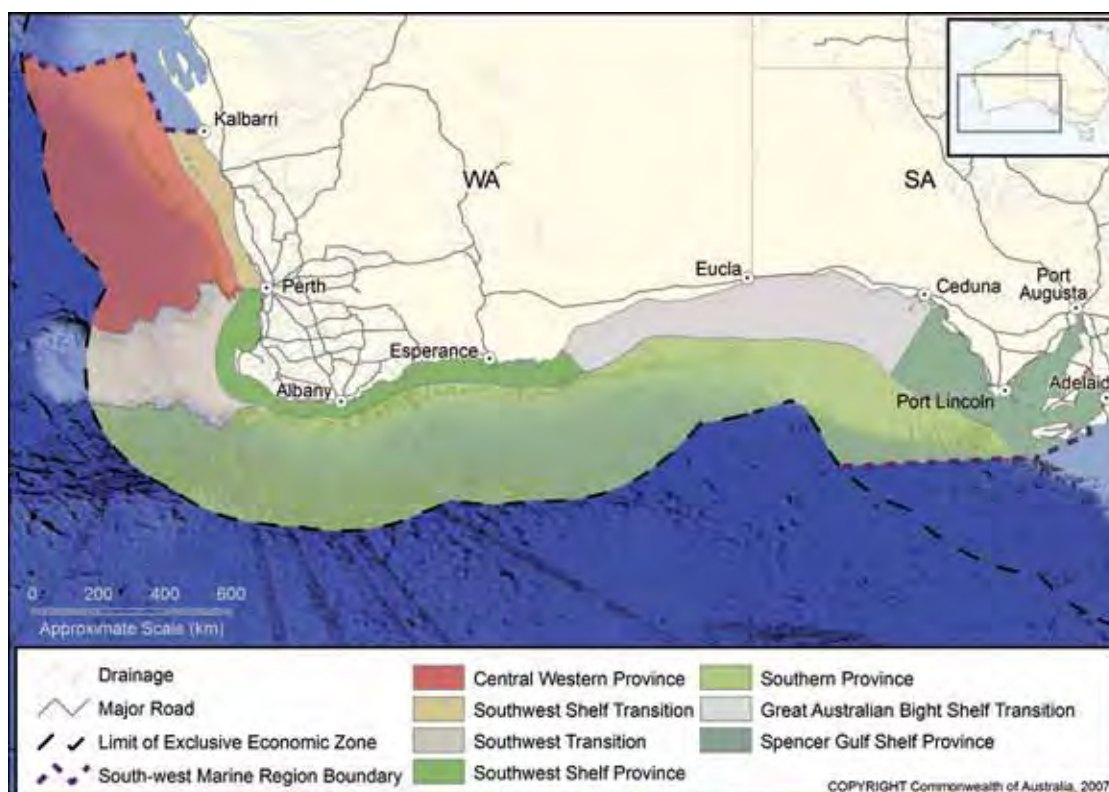 Kalbarri
WA
SA
Perth
Eucla
Ceduna
Port
Augusta
Esperance
Albany
Port Lincoln
Adelaid
0 200 400 600
Approximate Scale (km)
Drainage
Major Road
Limit of Exclusive Economic Zone
South-west Marine Region Boundary
Central Western Province
Southwest Shelf Transition
Southwest Transition
Southwest Shelf Province
Southern Province
Great Australian Bight Shelf Transition
Spencer Gulf Shelf Province
COPYRIGHT Commonwealth of Australia, 2007